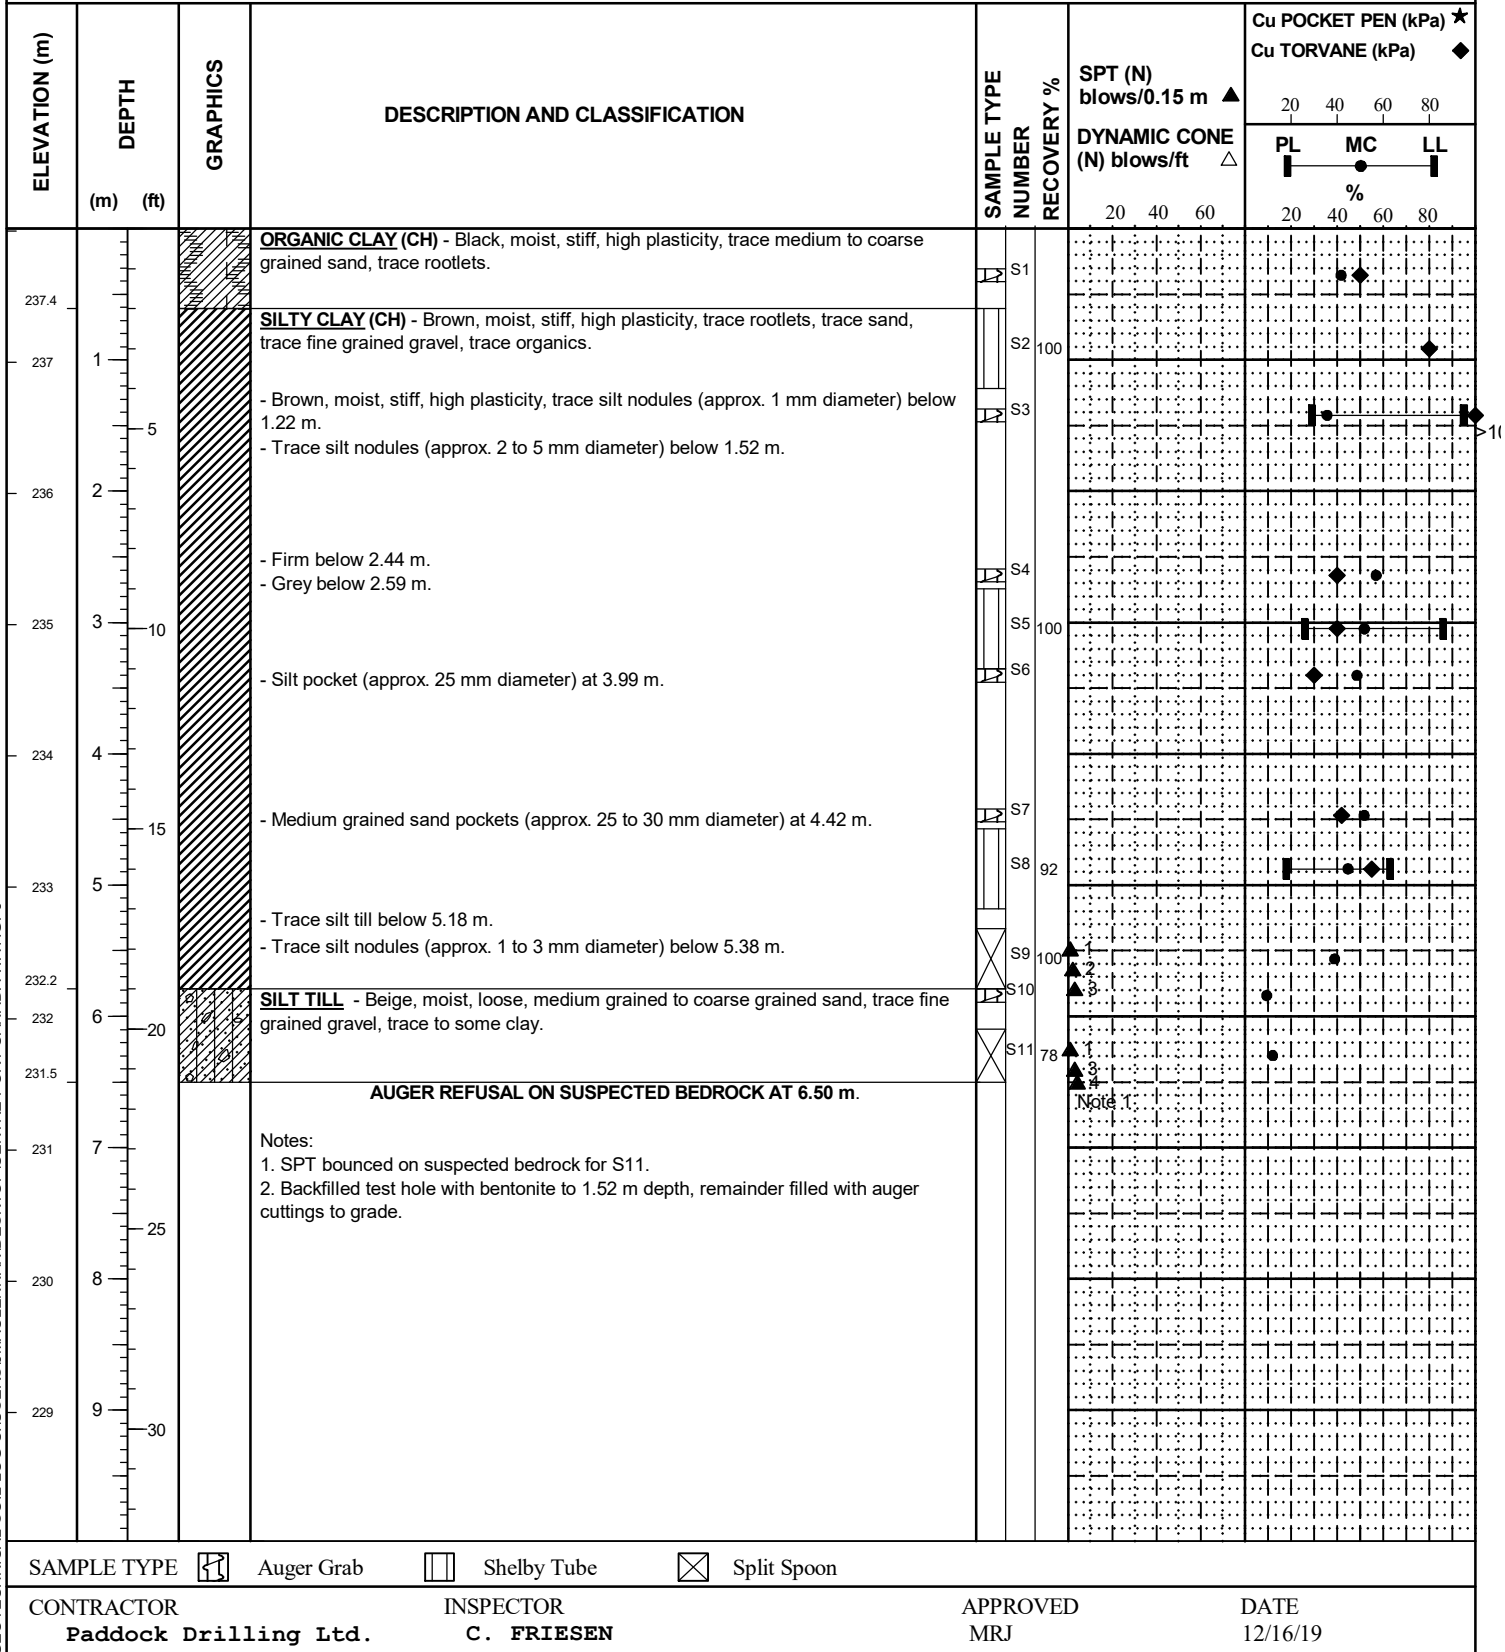 Cu POCKET PEN (kPa) ★
Cu TORVANE (kPa) ◆
ELEVATION (m)
DEPTH
(m) (ft)
GRAPHICS
DESCRIPTION AND CLASSIFICATION
SAMPLE TYPE
NUMBER
RECOVERY %
SPT (N)
blows/0.15 m ▲
DYNAMIC CONE
(N) blows/ft △
20 40 60
20 40 60 80
PL MC LL
%
20 40 60 80
ORGANIC CLAY (CH) - Black, moist, stiff, high plasticity, trace medium to coarse
grained sand, trace rootlets.
S1
237.4
SILTY CLAY (CH) - Brown, moist, stiff, high plasticity, trace rootlets, trace sand,
trace fine grained gravel, trace organics.
S2 100
237 1
- Brown, moist, stiff, high plasticity, trace silt nodules (approx. 1 mm diameter) below
1.22 m.
S3
5
>10
- Trace silt nodules (approx. 2 to 5 mm diameter) below 1.52 m.
236 2
- Firm below 2.44 m.
S4
- Grey below 2.59 m.
235 3 10
S5 100
S6
- Silt pocket (approx. 25 mm diameter) at 3.99 m.
234 4
S7
- Medium grained sand pockets (approx. 25 to 30 mm diameter) at 4.42 m.
15
S8 92
233 5
- Trace silt till below 5.18 m.
- Trace silt nodules (approx. 1 to 3 mm diameter) below 5.38 m.
S9 100
1
2
3
232.2
S10
SILT TILL - Beige, moist, loose, medium grained to coarse grained sand, trace fine
grained gravel, trace to some clay.
232 6 20
S11 78
1
3
4
Note 1
231.5
AUGER REFUSAL ON SUSPECTED BEDROCK AT 6.50 m.
231 7
Notes:
1. SPT bounced on suspected bedrock for S11.
2. Backfilled test hole with bentonite to 1.52 m depth, remainder filled with auger
cuttings to grade.
25
230 8
229 9
30
SAMPLE TYPE Auger Grab Shelby Tube Split Spoon
CONTRACTOR INSPECTOR APPROVED DATE
Paddock Drilling Ltd. C. FRIESEN MRJ 12/16/19